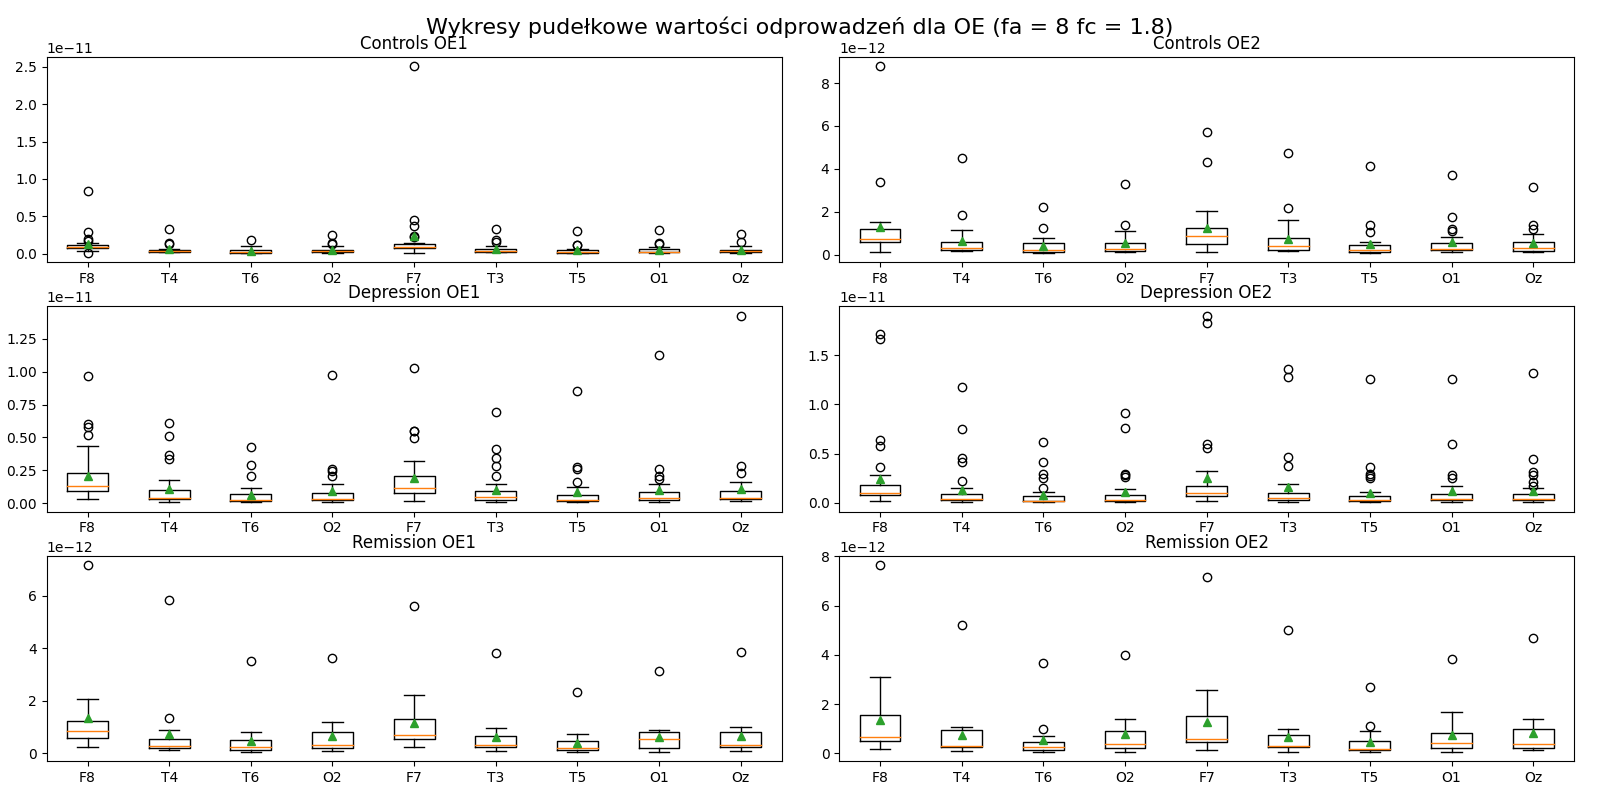 Wykresy pudełkowe wartości odprowadzeń dla OE (fa = 8 fc = 1.8)
Controls OE1
1e−11
2.5
2.0
1.5
1.0
0.5
0.0
F8 T4 T6 O2 F7 T3 T5 O1 Oz
Controls OE2
1e−12
8
6
4
2
0
F8 T4 T6 O2 F7 T3 T5 O1 Oz
Depression OE1
1e−11
1.25
1.00
0.75
0.50
0.25
0.00
F8 T4 T6 O2 F7 T3 T5 O1 Oz
Depression OE2
1e−11
1.5
1.0
0.5
0.0
F8 T4 T6 O2 F7 T3 T5 O1 Oz
Remission OE1
1e−12
6
4
2
0
F8 T4 T6 O2 F7 T3 T5 O1 Oz
Remission OE2
1e−12
8
6
4
2
0
F8 T4 T6 O2 F7 T3 T5 O1 Oz